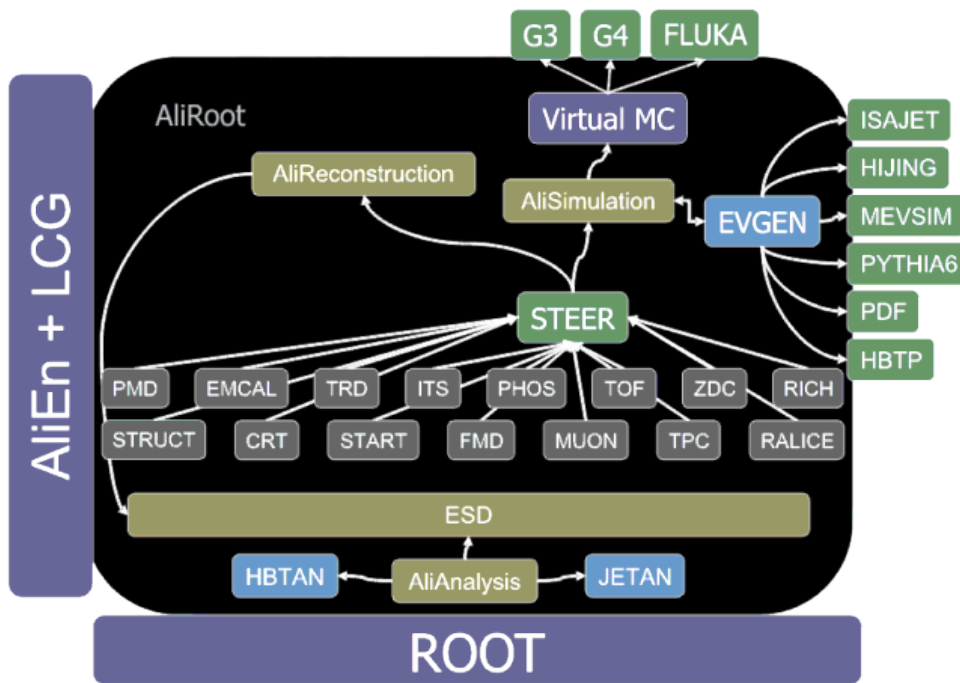 G3 G4 FLUKA
AliRoot
Virtual MC
ISAJET
AliReconstruction
HIJING
AliSimulation
EVGEN
MEVSIM
PYTHIA6
AliEn + LCG
STEER
PDF
HBTP
PMD EMCAL TRD ITS PHOS TOF ZDC RICH
STRUCT CRT START FMD MUON TPC RALICE
ESD
HBTAN AliAnalysis JETAN
ROOT